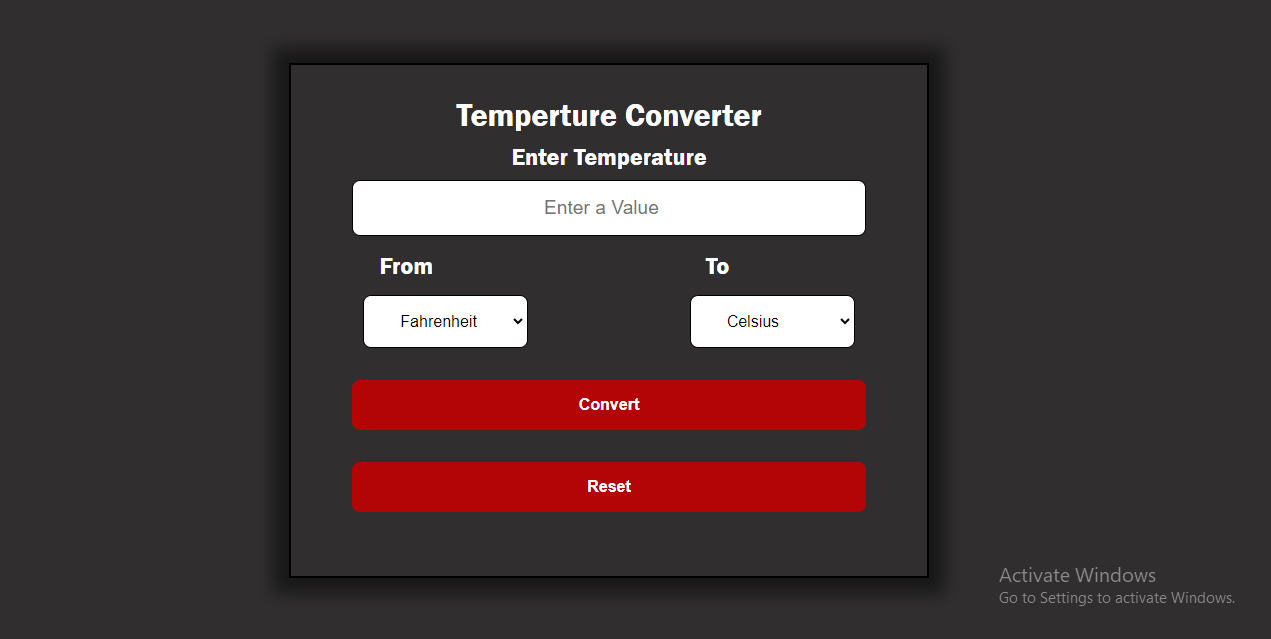 Temperture Converter
Enter Temperature
Enter a Value
From To
Fahrenheit Celsius
Convert
Reset
Activate Windows
Go to Settings to activate Windows.